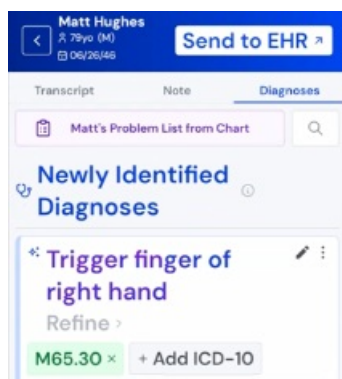 Matt Hughes
79yo (M)
06/26/46
Send to EHR
Transcript
Note
Diagnoses
Matt's Problem List from Chart
Newly Identified
Diagnoses
Trigger finger of
right hand
Refine >
M65.30 ×
+ Add ICD-10